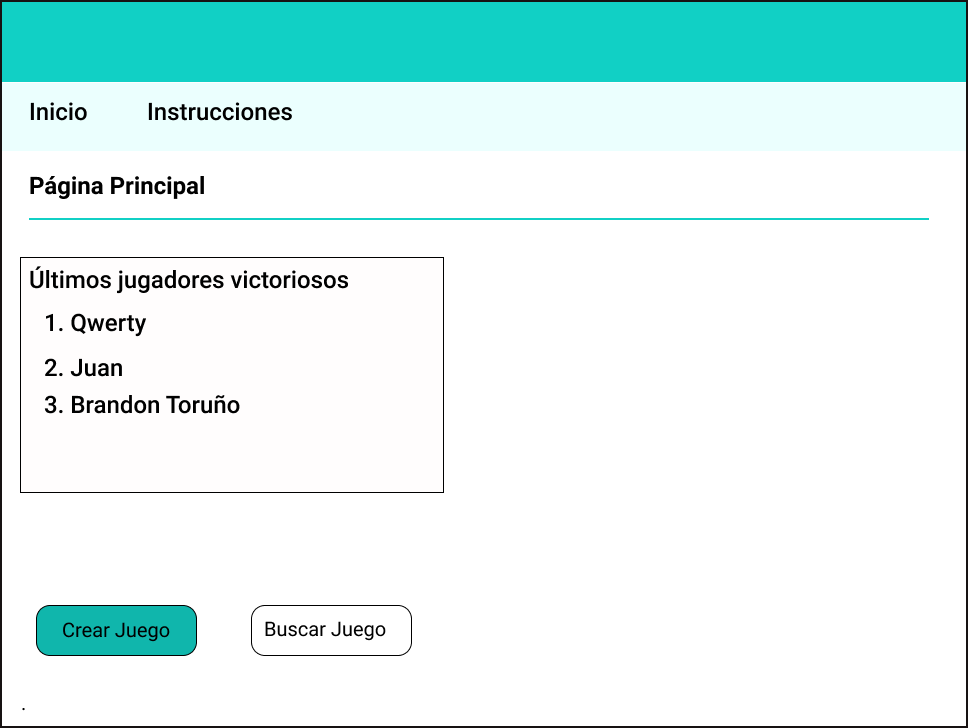 Inicio Instrucciones
Página Principal
Últimos jugadores victoriosos
1. Qwerty
2. Juan
3. Brandon Toruño
Crear Juego Buscar Juego
.